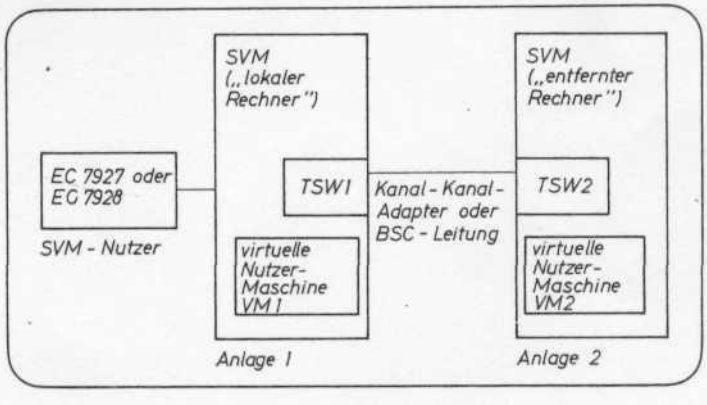 EC 7927 oder
EC 7928
SVM - Nutzer
SVM
(„lokaler
Rechner")
TSW1
virtuelle
Nutzer-
Maschine
VM1
Anlage 1
Kanal - Kanal -
Adapter oder
BSC - Leitung
SVM
(„entfernter
Rechner")
TSW2
virtuelle
Nutzer-
Maschine
VM2
Anlage 2